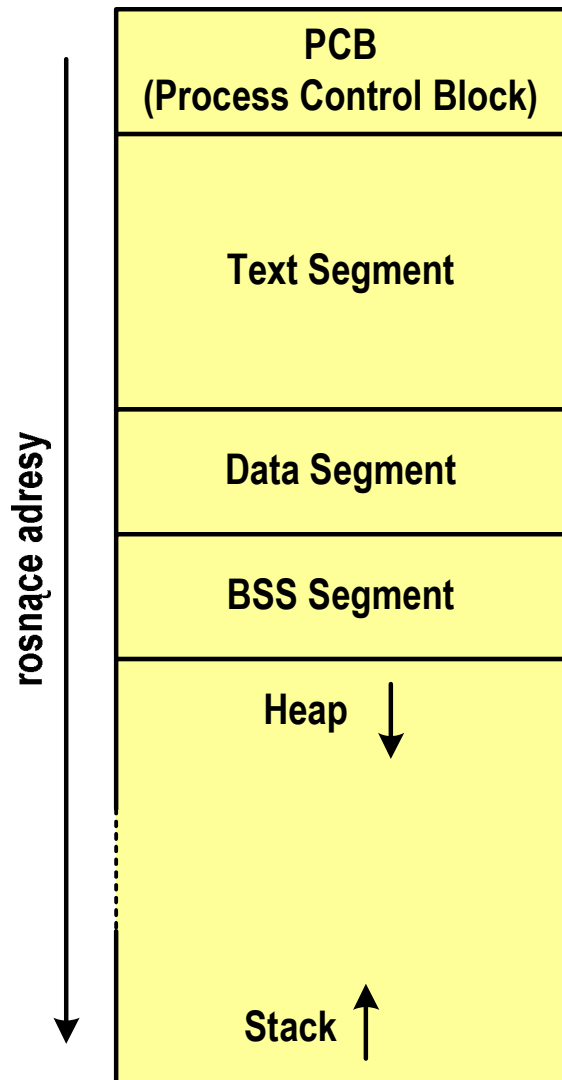 PCB
(Process Control Block)
Text Segment
Data Segment
BSS Segment
Heap
Stack
rosnące adresy